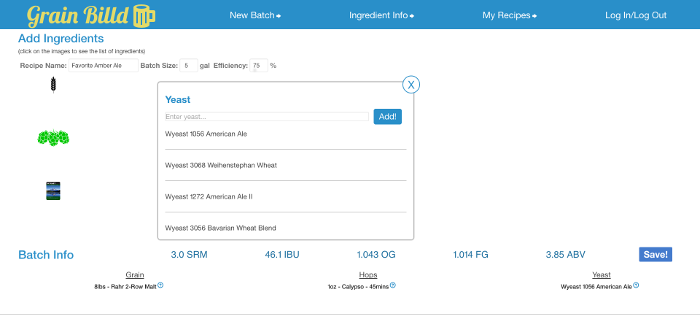 Grain Billd
New Batch
Ingredient Info
My Recipes
Log In/Log Out
Add Ingredients
(click on the images to see the list of ingredients)
Recipe Name: Favorite Amber Ale Batch Size: 5 gal Efficiency: 75 %
X
Yeast
Enter yeast... Add!
Wyeast 1056 American Ale
Wyeast 3068 Weihenstephan Wheat
Wyeast 1272 American Ale II
Wyeast 3056 Bavarian Wheat Blend
Batch Info 3.0 SRM 46.1 IBU 1.043 OG 1.014 FG 3.85 ABV Save!
Grain Hops Yeast
8lbs - Rahr 2-Row Malt 1oz - Calypso - 45mins Wyeast 1056 American Ale